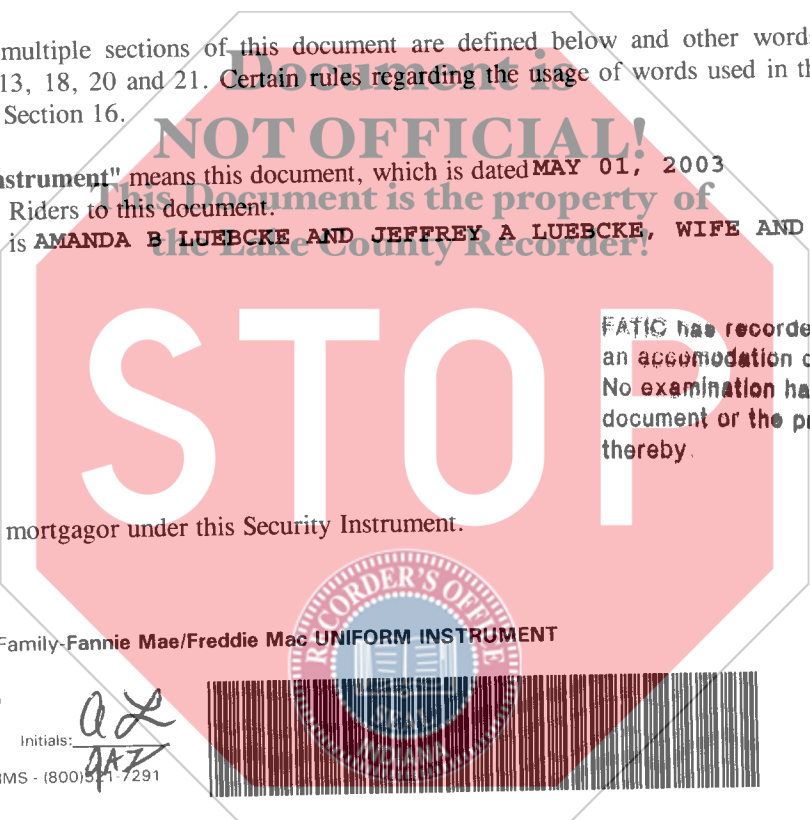 multiple sections of this document are defined below and other words
Document is
13, 18, 20 and 21. Certain rules regarding the usage of words used in th
Section 16.
NOT OFFICIAL!
nstrument" means this document, which is dated MAY 01, 2003
This Document is the property of
Riders to this document.
is AMANDA B LUEBCKE AND JEFFREY A LUEBCKE, WIFE AND
the Lake County Recorder!
STOP
FATIC has recorde
an accomodation o
No examination ha
document or the pr
thereby.
mortgagor under this Security Instrument.
RECORDER'S OFFICE
Family-Fannie Mae/Freddie Mac UNIFORM INSTRUMENT
SEAL
INDIANA
Initials: AL
JAL
RMS - (800)521-7291